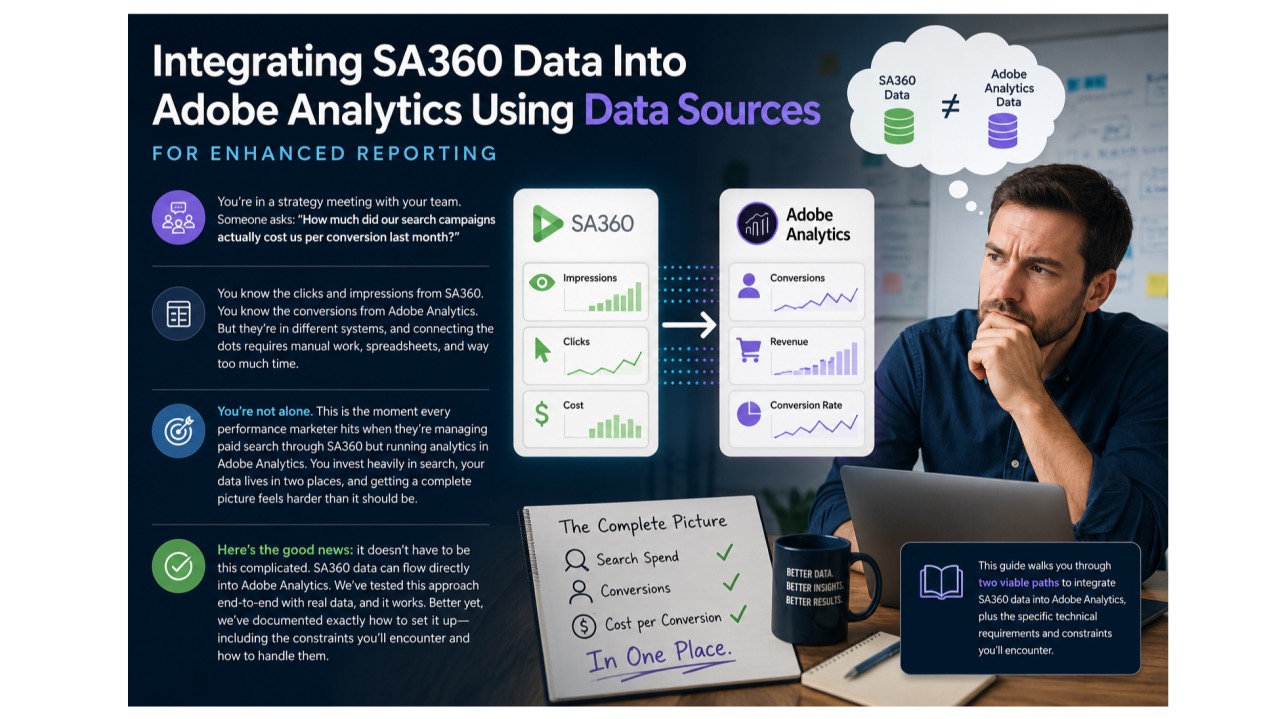 Integrating SA360 Data Into
Adobe Analytics Using Data Sources
FOR ENHANCED REPORTING
You're in a strategy meeting with your team.
Someone asks: "How much did our search campaigns
actually cost us per conversion last month?"
You know the clicks and impressions from SA360.
You know the conversions from Adobe Analytics.
But they're in different systems, and connecting the
dots requires manual work, spreadsheets, and way
too much time.
You're not alone. This is the moment every
performance marketer hits when they're managing
paid search through SA360 but running analytics in
Adobe Analytics. You invest heavily in search, your
data lives in two places, and getting a complete
picture feels harder than it should be.
Here's the good news: it doesn't have to be
this complicated. SA360 data can flow directly
into Adobe Analytics. We've tested this approach
end-to-end with real data, and it works. Better yet,
we've documented exactly how to set it up—
including the constraints you'll encounter and
how to handle them.
SA360
Impressions
Clicks
Cost
Adobe
Analytics
Conversions
Revenue
Conversion Rate
SA360
Data
≠
Adobe
Analytics
Data
The Complete Picture
Search Spend
Conversions
Cost per Conversion
In One Place.
BETTER DATA.
BETTER INSIGHTS.
BETTER RESULTS.
This guide walks you through
two viable paths to integrate
SA360 data into Adobe Analytics,
plus the specific technical
requirements and constraints
you'll encounter.